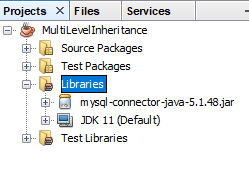 Projects x Files Services
MultiLevelInheritance
Source Packages
Test Packages
Libraries
mysql-connector-java-5.1.48.jar
JDK 11 (Default)
Test Libraries